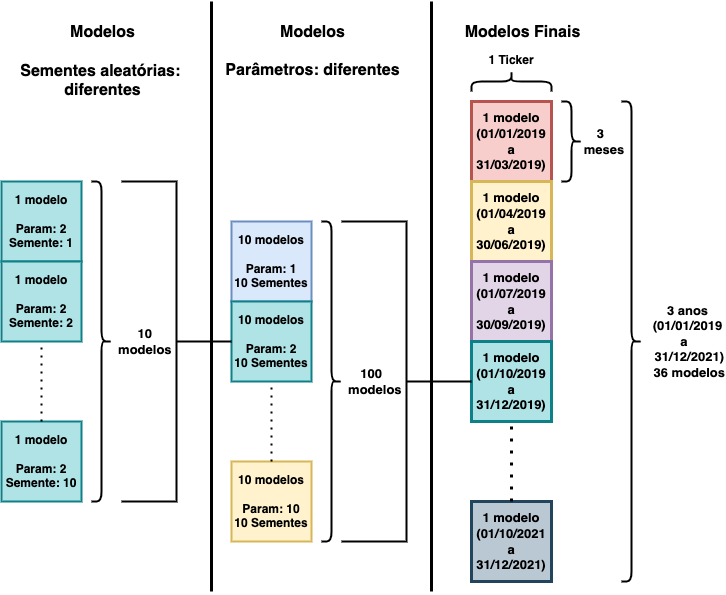 Modelos
Sementes aleatórias:
diferentes
1 modelo
Param: 2
Semente: 1
1 modelo
Param: 2
Semente: 2
1 modelo
Param: 2
Semente: 10
10
modelos
Modelos
Parâmetros: diferentes
10 modelos
Param: 1
10 Sementes
10 modelos
Param: 2
10 Sementes
10 modelos
Param: 10
10 Sementes
100
modelos
Modelos Finais
1 Ticker
1 modelo
(01/01/2019
a
31/03/2019)
3
meses
1 modelo
(01/04/2019
a
30/06/2019)
1 modelo
(01/07/2019
a
30/09/2019)
1 modelo
(01/10/2019
a
31/12/2019)
1 modelo
(01/10/2021
a
31/12/2021)
3 anos
(01/01/2019
a
31/12/2021)
36 modelos